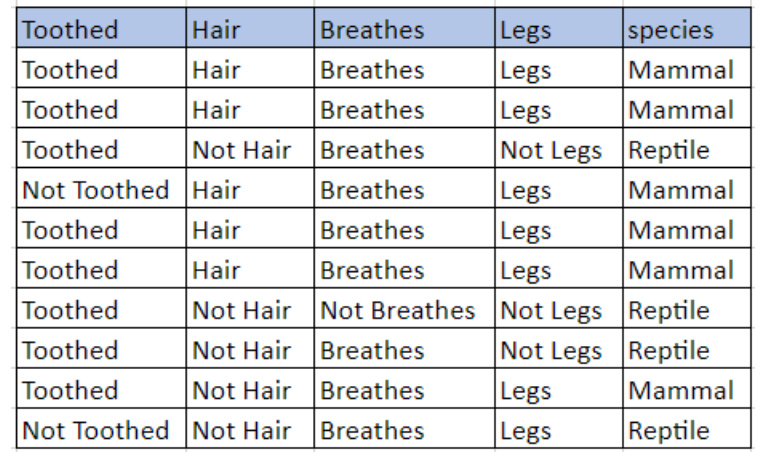 Toothed Hair Breathes Legs species
Toothed Hair Breathes Legs Mammal
Toothed Hair Breathes Legs Mammal
Toothed Not Hair Breathes Not Legs Reptile
Not Toothed Hair Breathes Legs Mammal
Toothed Hair Breathes Legs Mammal
Toothed Hair Breathes Legs Mammal
Toothed Not Hair Not Breathes Not Legs Reptile
Toothed Not Hair Breathes Not Legs Reptile
Toothed Not Hair Breathes Legs Mammal
Not Toothed Not Hair Breathes Legs Reptile